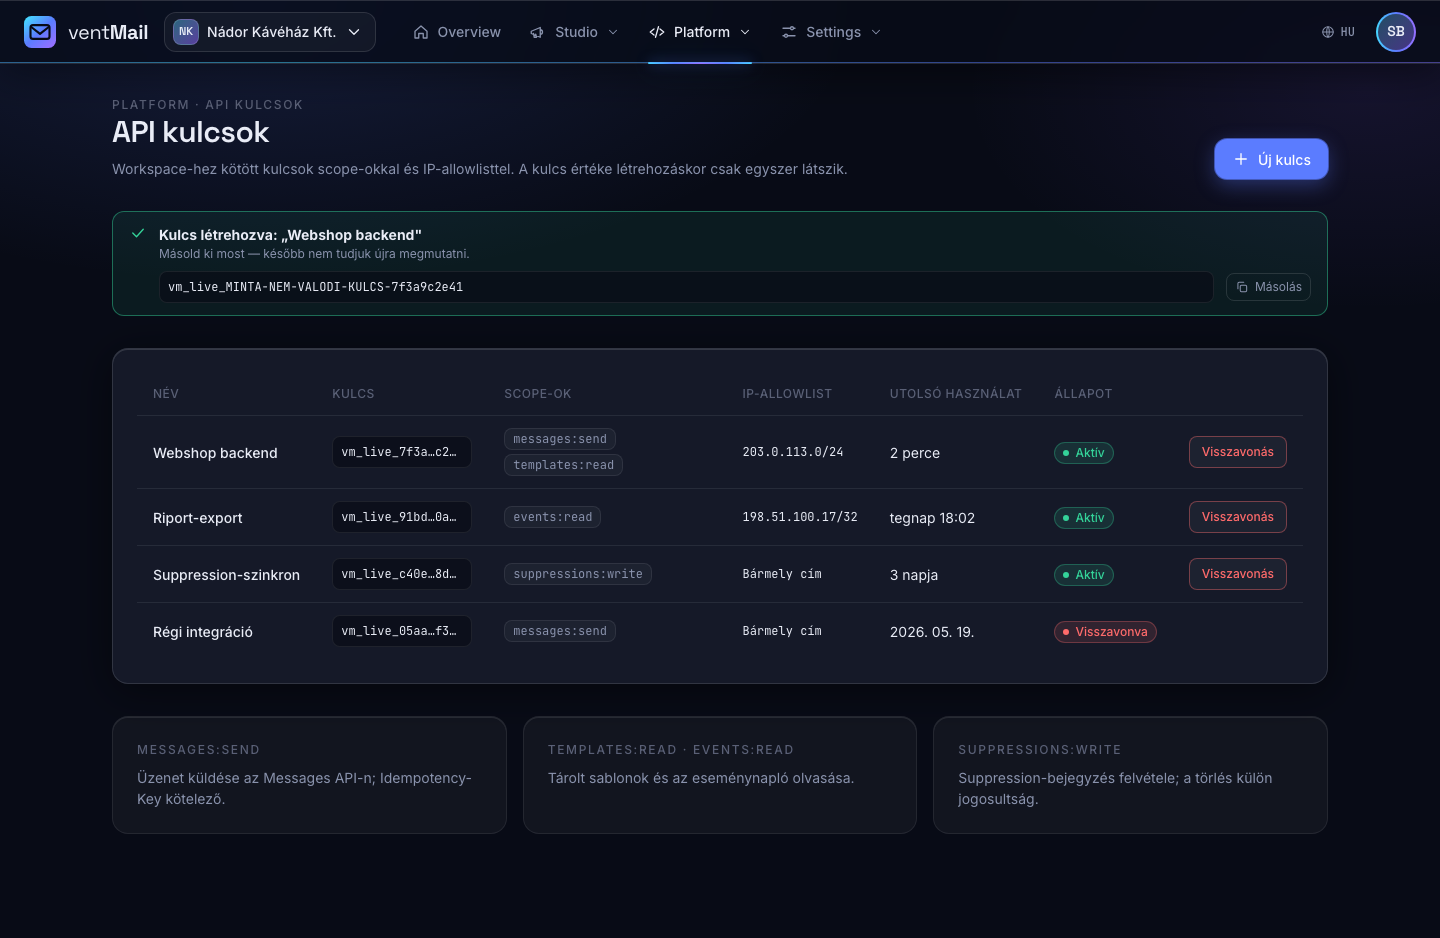 ventMail NK Nádor Kávéház Kft. Overview Studio Platform Settings HU SB
PLATFORM · API KULCSOK
API kulcsok
Workspace-hez kötött kulcsok scope-okkal és IP-allowlisttel. A kulcs értéke létrehozáskor csak egyszer látszik.
Új kulcs
Kulcs létrehozva: „Webshop backend"
Másold ki most — később nem tudjuk újra megmutatni.
vm_live_MINTA-NEM-VALODI-KULCS-7f3a9c2e41 Másolás
NÉV KULCS SCOPE-OK IP-ALLOWLIST UTOLSÓ HASZNÁLAT ÁLLAPOT
Webshop backend vm_live_7f3a…c2… messages:send templates:read 203.0.113.0/24 2 perce Aktív Visszavonás
Riport-export vm_live_91bd…0a… events:read 198.51.100.17/32 tegnap 18:02 Aktív Visszavonás
Suppression-szinkron vm_live_c40e…8d… suppressions:write Bármely cím 3 napja Aktív Visszavonás
Régi integráció vm_live_05aa…f3… messages:send Bármely cím 2026. 05. 19. Visszavonva
MESSAGES:SEND
Üzenet küldése az Messages API-n; Idempotency-
Key kötelező.
TEMPLATES:READ · EVENTS:READ
Tárolt sablonok és az eseménynapló olvasása.
SUPPRESSIONS:WRITE
Suppression-bejegyzés felvétele; a törlés külön
jogosultság.